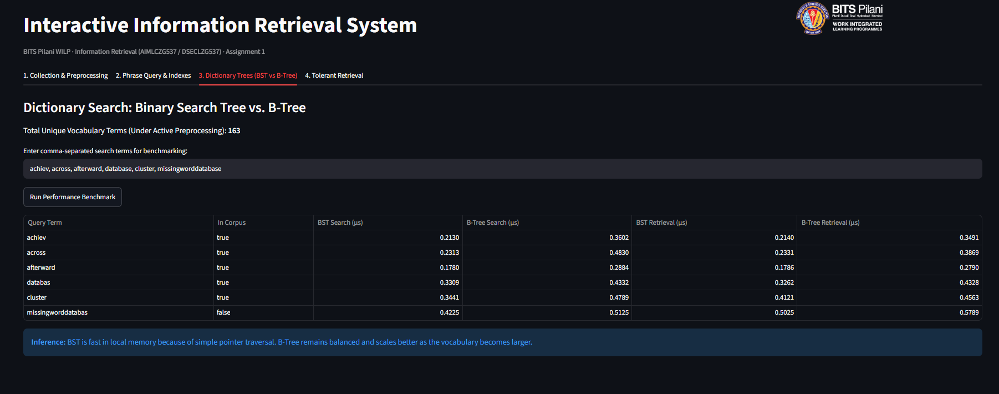 Interactive Information Retrieval System
BITS Pilani
Pilani | Dubai | Goa | Hyderabad | Mumbai
WORK INTEGRATED
LEARNING PROGRAMMES
BITS Pilani WILP · Information Retrieval (AIMLCZG537 / DSECLZG537) · Assignment 1
1. Collection & Preprocessing 2. Phrase Query & Indexes 3. Dictionary Trees (BST vs B-Tree) 4. Tolerant Retrieval
Dictionary Search: Binary Search Tree vs. B-Tree
Total Unique Vocabulary Terms (Under Active Preprocessing): 163
Enter comma-separated search terms for benchmarking:
achiev, across, afterward, database, cluster, missingworddatabase
Run Performance Benchmark
Query Term In Corpus BST Search (μs) B-Tree Search (μs) BST Retrieval (μs) B-Tree Retrieval (μs)
achiev true 0.2130 0.3602 0.2140 0.3491
across true 0.2313 0.4830 0.2331 0.3869
afterward true 0.1780 0.2884 0.1786 0.2790
databas true 0.3309 0.4332 0.3262 0.4328
cluster true 0.3441 0.4789 0.4121 0.4563
missingworddatabas false 0.4225 0.5125 0.5025 0.5789
Inference: BST is fast in local memory because of simple pointer traversal. B-Tree remains balanced and scales better as the vocabulary becomes larger.